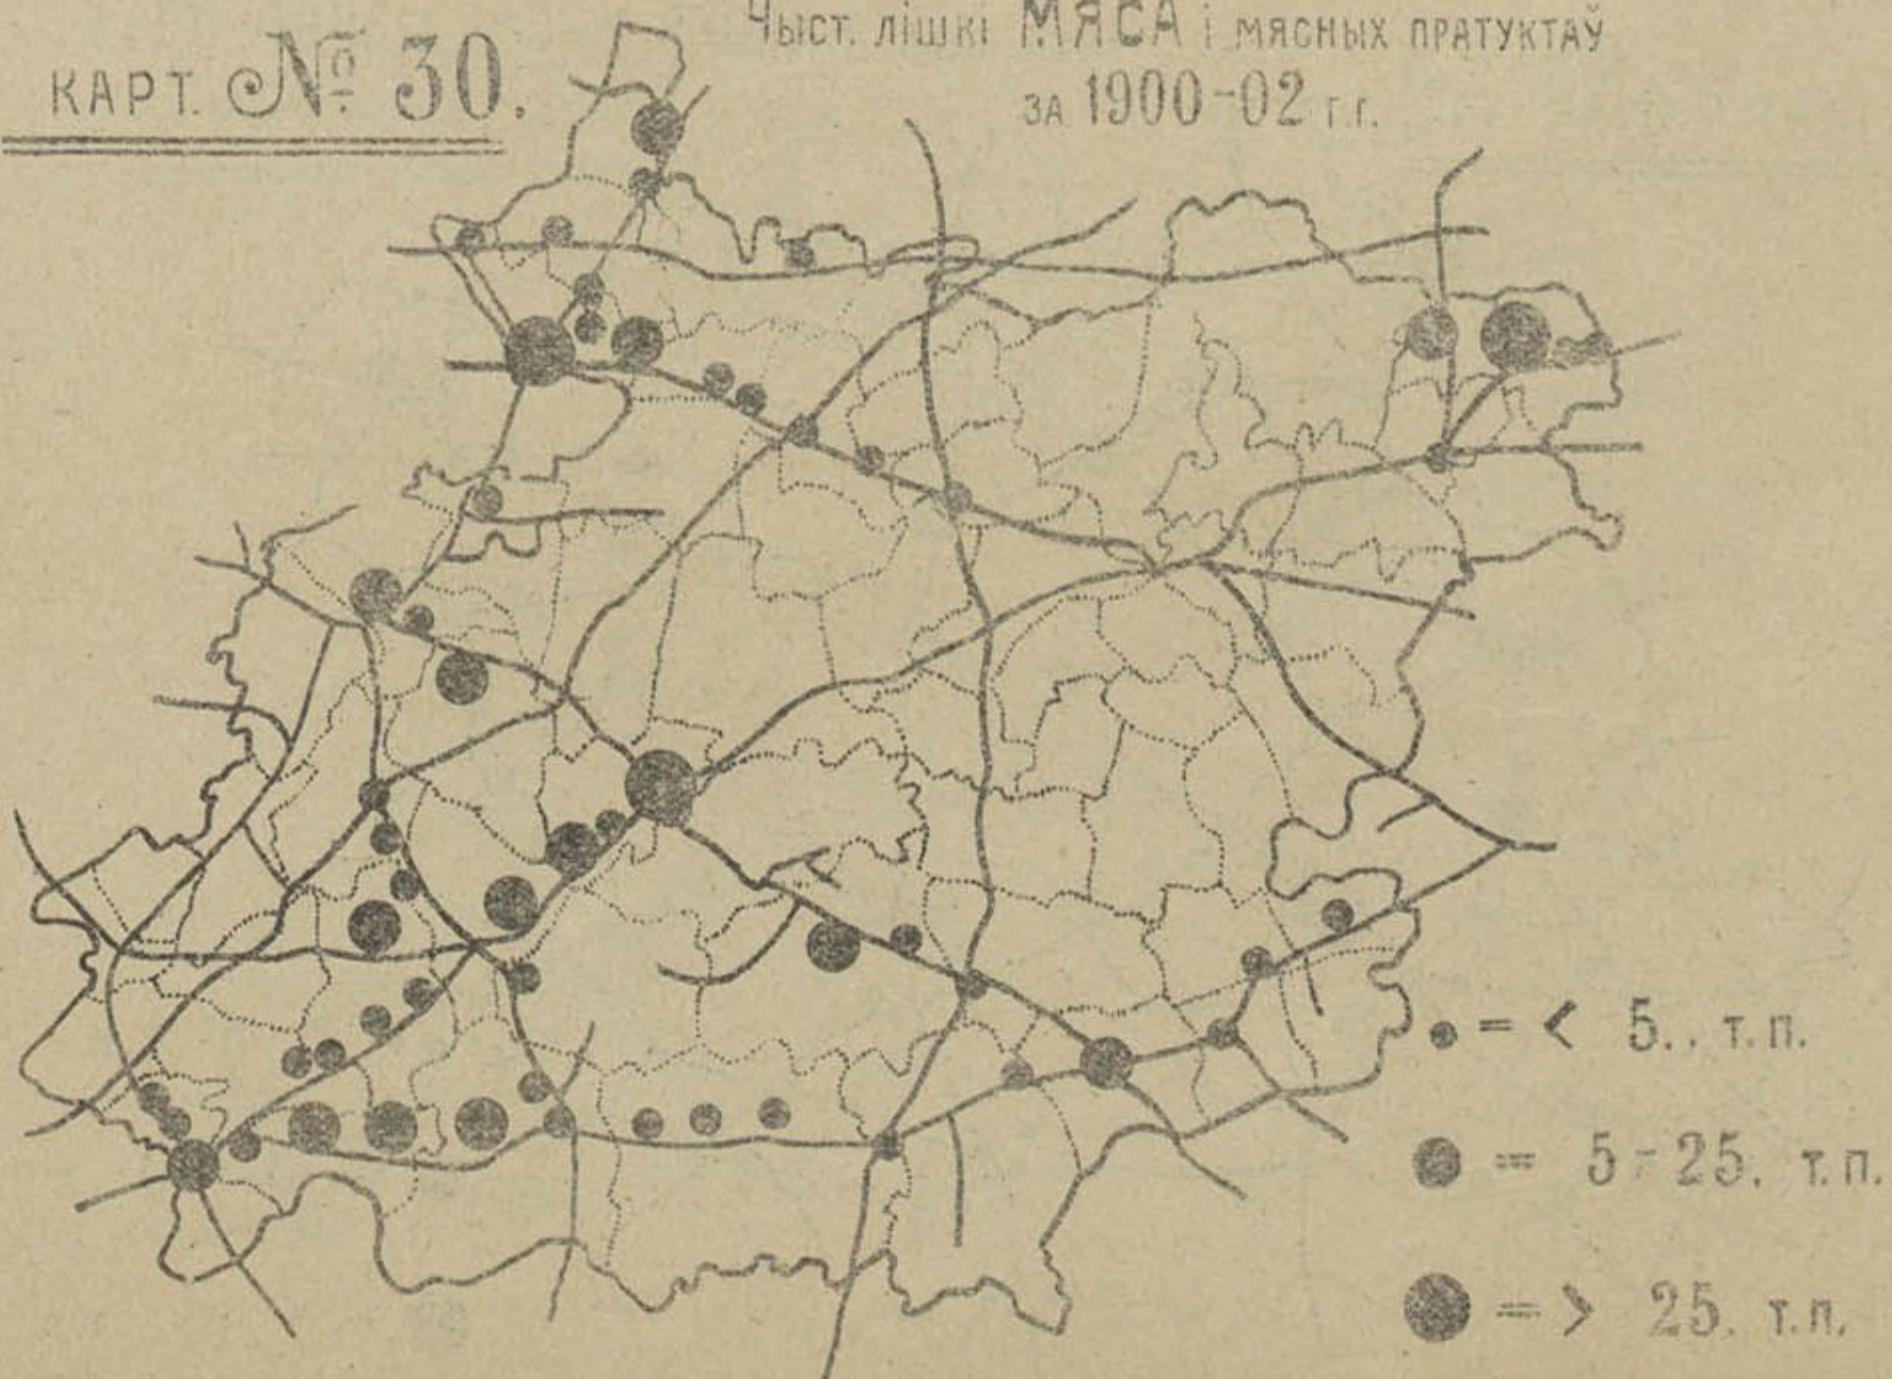 КАРТ. № 30.
Чыст. лішкі МЯСА і мясных пратуктаў
за 1900-02 г.г.
= < 5.. т.п.
= 5-25. т.п.
= > 25. т.п.